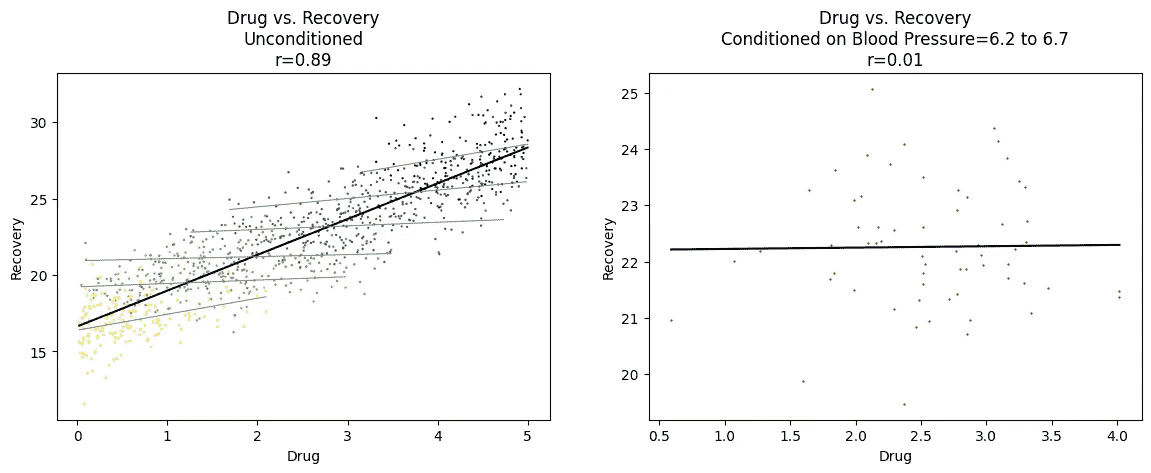 Drug vs. Recovery
Unconditioned
r=0.89
30
25
20
15
Recovery
0 1 2 3 4 5
Drug
Drug vs. Recovery
Conditioned on Blood Pressure=6.2 to 6.7
r=0.01
25
24
23
22
21
20
Recovery
0.5 1.0 1.5 2.0 2.5 3.0 3.5 4.0
Drug